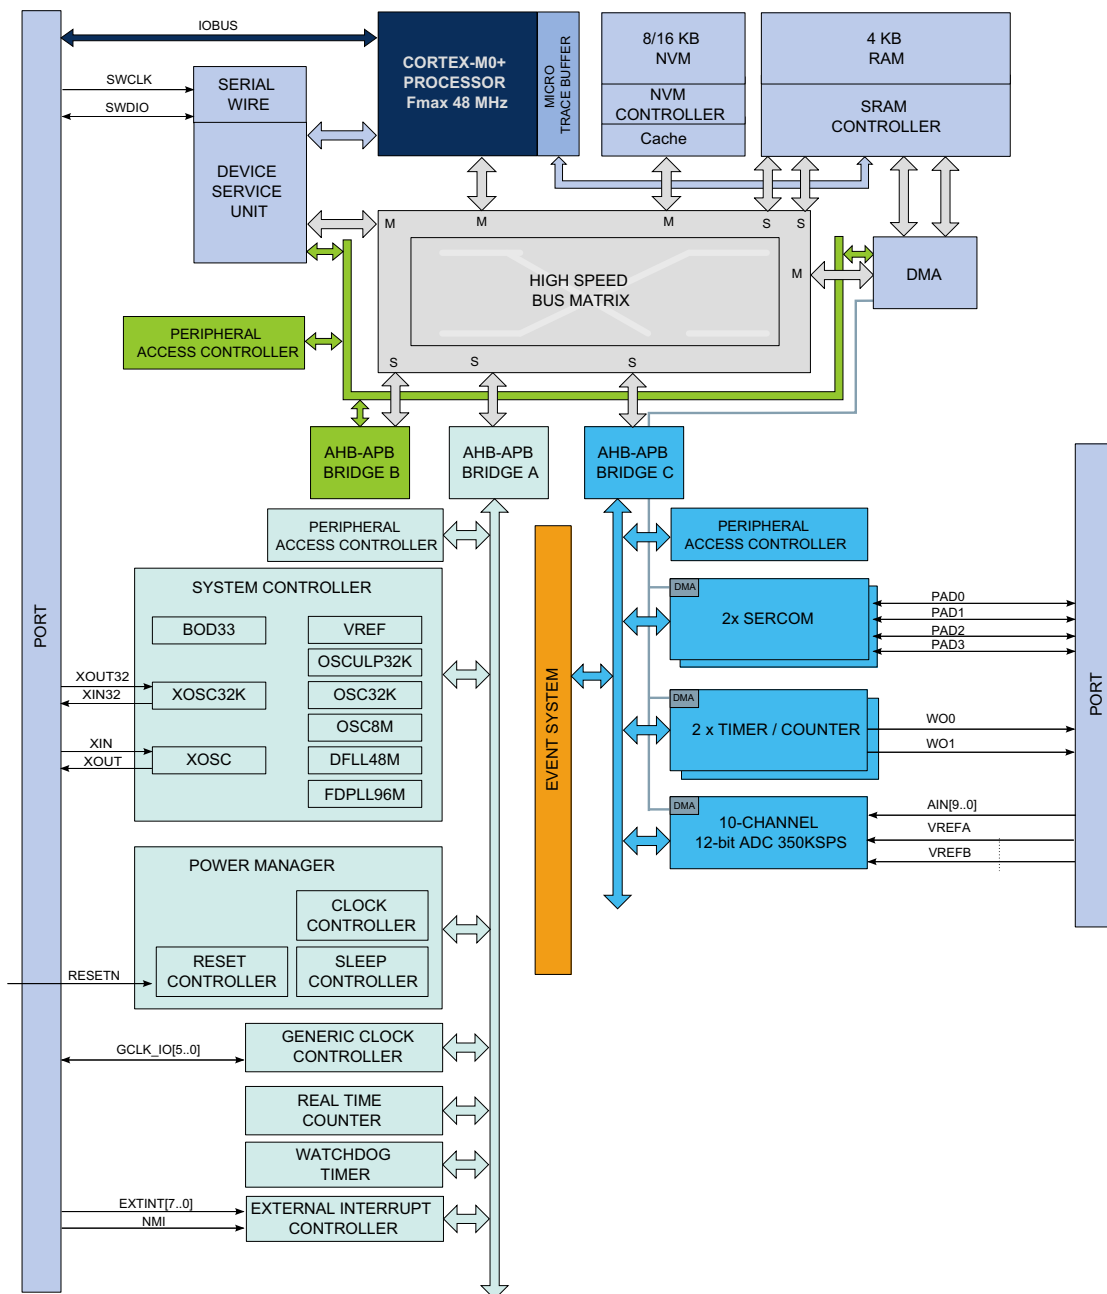 IOBUS
CORTEX-M0+
PROCESSOR
Fmax 48 MHz
MICRO
TRACE BUFFER
8/16 KB
NVM
NVM
CONTROLLER
Cache
4 KB
RAM
SRAM
CONTROLLER
SWCLK
SWDIO
SERIAL
WIRE
DEVICE
SERVICE
UNIT
M
M
M
S
S
HIGH SPEED
BUS MATRIX
M
DMA
PERIPHERAL
ACCESS CONTROLLER
S
S
S
AHB-APB
BRIDGE B
AHB-APB
BRIDGE A
AHB-APB
BRIDGE C
PERIPHERAL
ACCESS CONTROLLER
PERIPHERAL
ACCESS CONTROLLER
PORT
SYSTEM CONTROLLER
BOD33
VREF
OSCULP32K
XOUT32
XIN32
XOSC32K
OSC32K
OSC8M
XIN
XOUT
XOSC
DFLL48M
FDPLL96M
EVENT SYSTEM
DMA
2x SERCOM
PAD0
PAD1
PAD2
PAD3
DMA
2 x TIMER / COUNTER
WO0
WO1
DMA
10-CHANNEL
12-bit ADC 350KSPS
AIN[9..0]
VREFA
VREFB
PORT
POWER MANAGER
CLOCK
CONTROLLER
RESETN
RESET
CONTROLLER
SLEEP
CONTROLLER
GCLK_IO[5..0]
GENERIC CLOCK
CONTROLLER
REAL TIME
COUNTER
WATCHDOG
TIMER
EXTINT[7..0]
NMI
EXTERNAL INTERRUPT
CONTROLLER